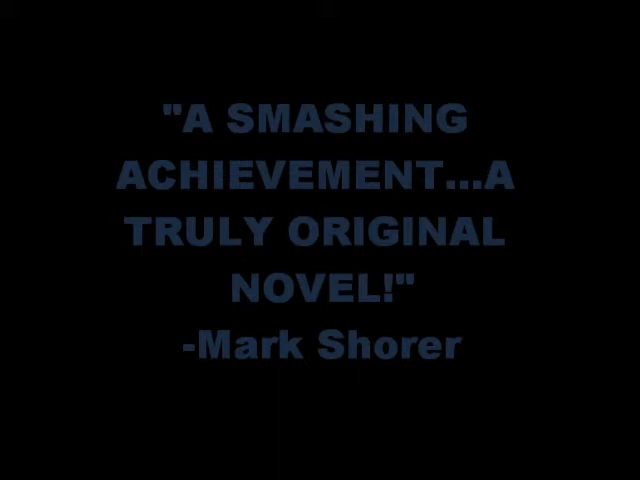 "A SMASHING
ACHIEVEMENT...A
TRULY ORIGINAL
NOVEL!"
-Mark Shorer